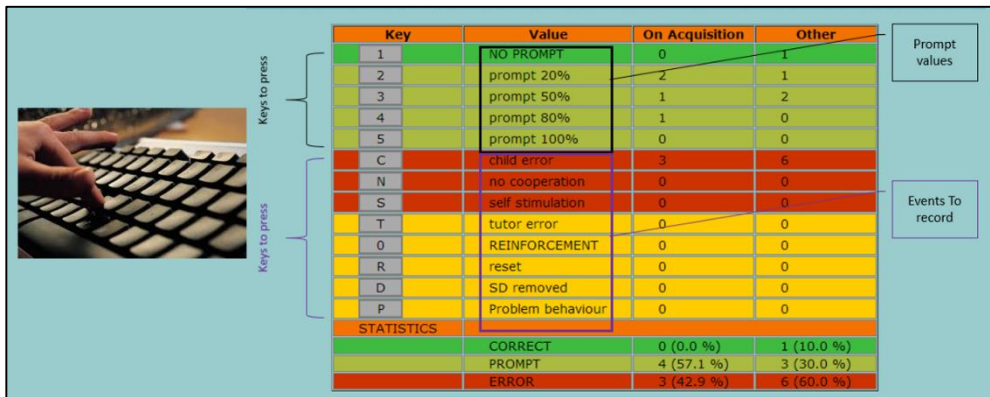 Key Value On Acquisition Other
1 NO PROMPT 0 1
2 prompt 20% 2 1
3 prompt 50% 1 2
4 prompt 80% 1 0
5 prompt 100% 0 0
C child error 3 6
N no cooperation 0 0
S self stimulation 0 0
T tutor error 0 0
0 REINFORCEMENT 0 0
R reset 0 0
D SD removed 0 0
P Problem behaviour 0 0
STATISTICS
CORRECT 0 (0.0 %) 1 (10.0 %)
PROMPT 4 (57.1 %) 3 (30.0 %)
ERROR 3 (42.9 %) 6 (60.0 %)
Keys to press
Keys to press
Prompt
values
Events To
record